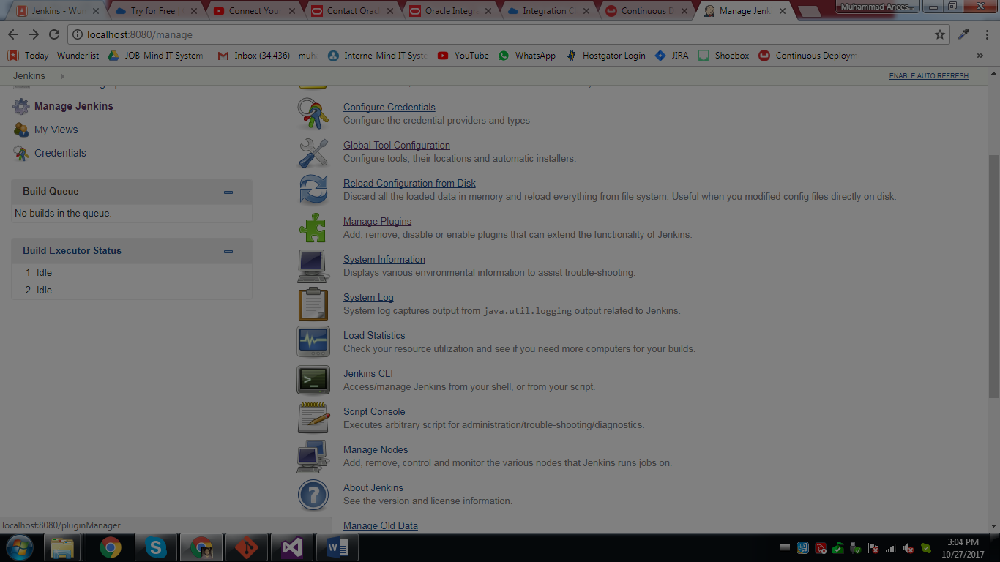 Jenkins - Wun
Try for Free |
Connect Your
Contact Oracl
Oracle Integra
Integration Cl
Continuous D
Manage Jenk
Muhammad Anees...
localhost:8080/manage
Today - Wunderlist
JOB-Mind IT System
Inbox (34,436) - muh
Interne-Mind IT Syste
YouTube
WhatsApp
Hostgator Login
JIRA
Shoebox
Continuous Deploym
»
Jenkins
ENABLE AUTO REFRESH
Check File Fingerprint
Manage Jenkins
My Views
Credentials
Build Queue
No builds in the queue.
Build Executor Status
1 Idle
2 Idle
Configure Credentials
Configure the credential providers and types
Global Tool Configuration
Configure tools, their locations and automatic installers.
Reload Configuration from Disk
Discard all the loaded data in memory and reload everything from file system. Useful when you modified config files directly on disk.
Manage Plugins
Add, remove, disable or enable plugins that can extend the functionality of Jenkins.
System Information
Displays various environmental information to assist trouble-shooting.
System Log
System log captures output from java.util.logging output related to Jenkins.
Load Statistics
Check your resource utilization and see if you need more computers for your builds.
Jenkins CLI
Access/manage Jenkins from your shell, or from your script.
Script Console
Executes arbitrary script for administration/trouble-shooting/diagnostics.
Manage Nodes
Add, remove, control and monitor the various nodes that Jenkins runs jobs on.
About Jenkins
See the version and license information.
Manage Old Data
localhost:8080/pluginManager
3:04 PM
10/27/2017